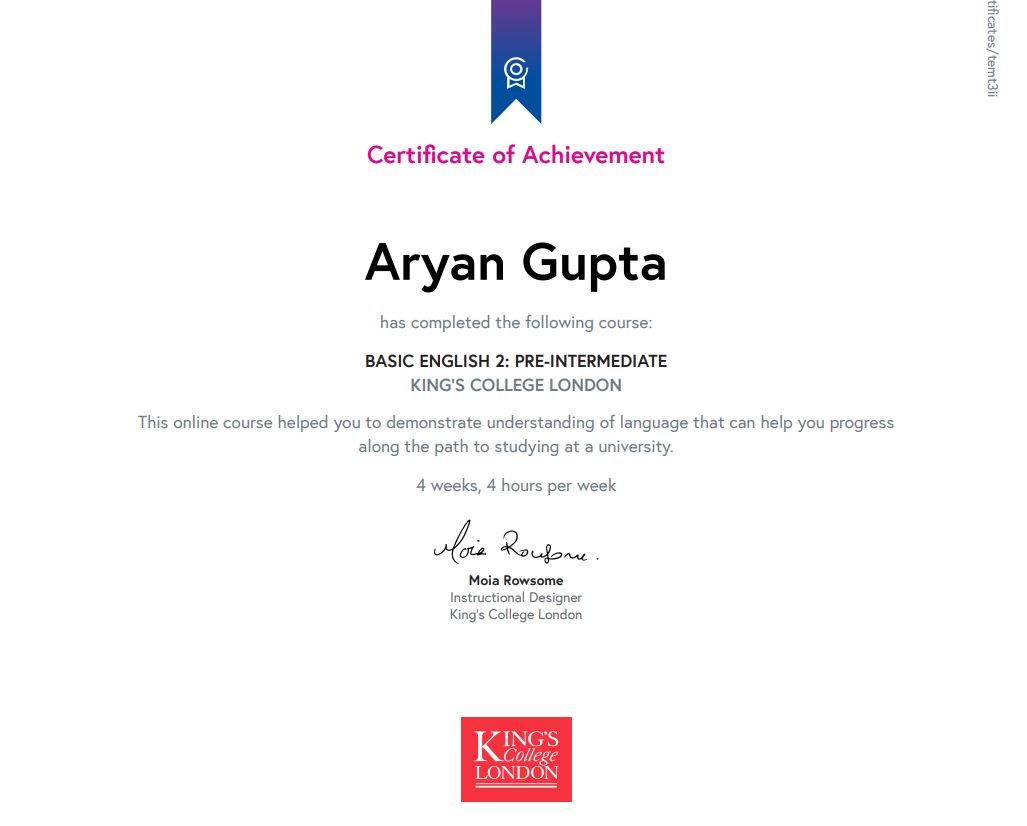 tificates/temt3ii
Certificate of Achievement
Aryan Gupta
has completed the following course:
BASIC ENGLISH 2: PRE-INTERMEDIATE
KING'S COLLEGE LONDON
This online course helped you to demonstrate understanding of language that can help you progress
along the path to studying at a university.
4 weeks, 4 hours per week
Moia Rowsome.
Moia Rowsome
Instructional Designer
King's College London
KING'S
College
LONDON